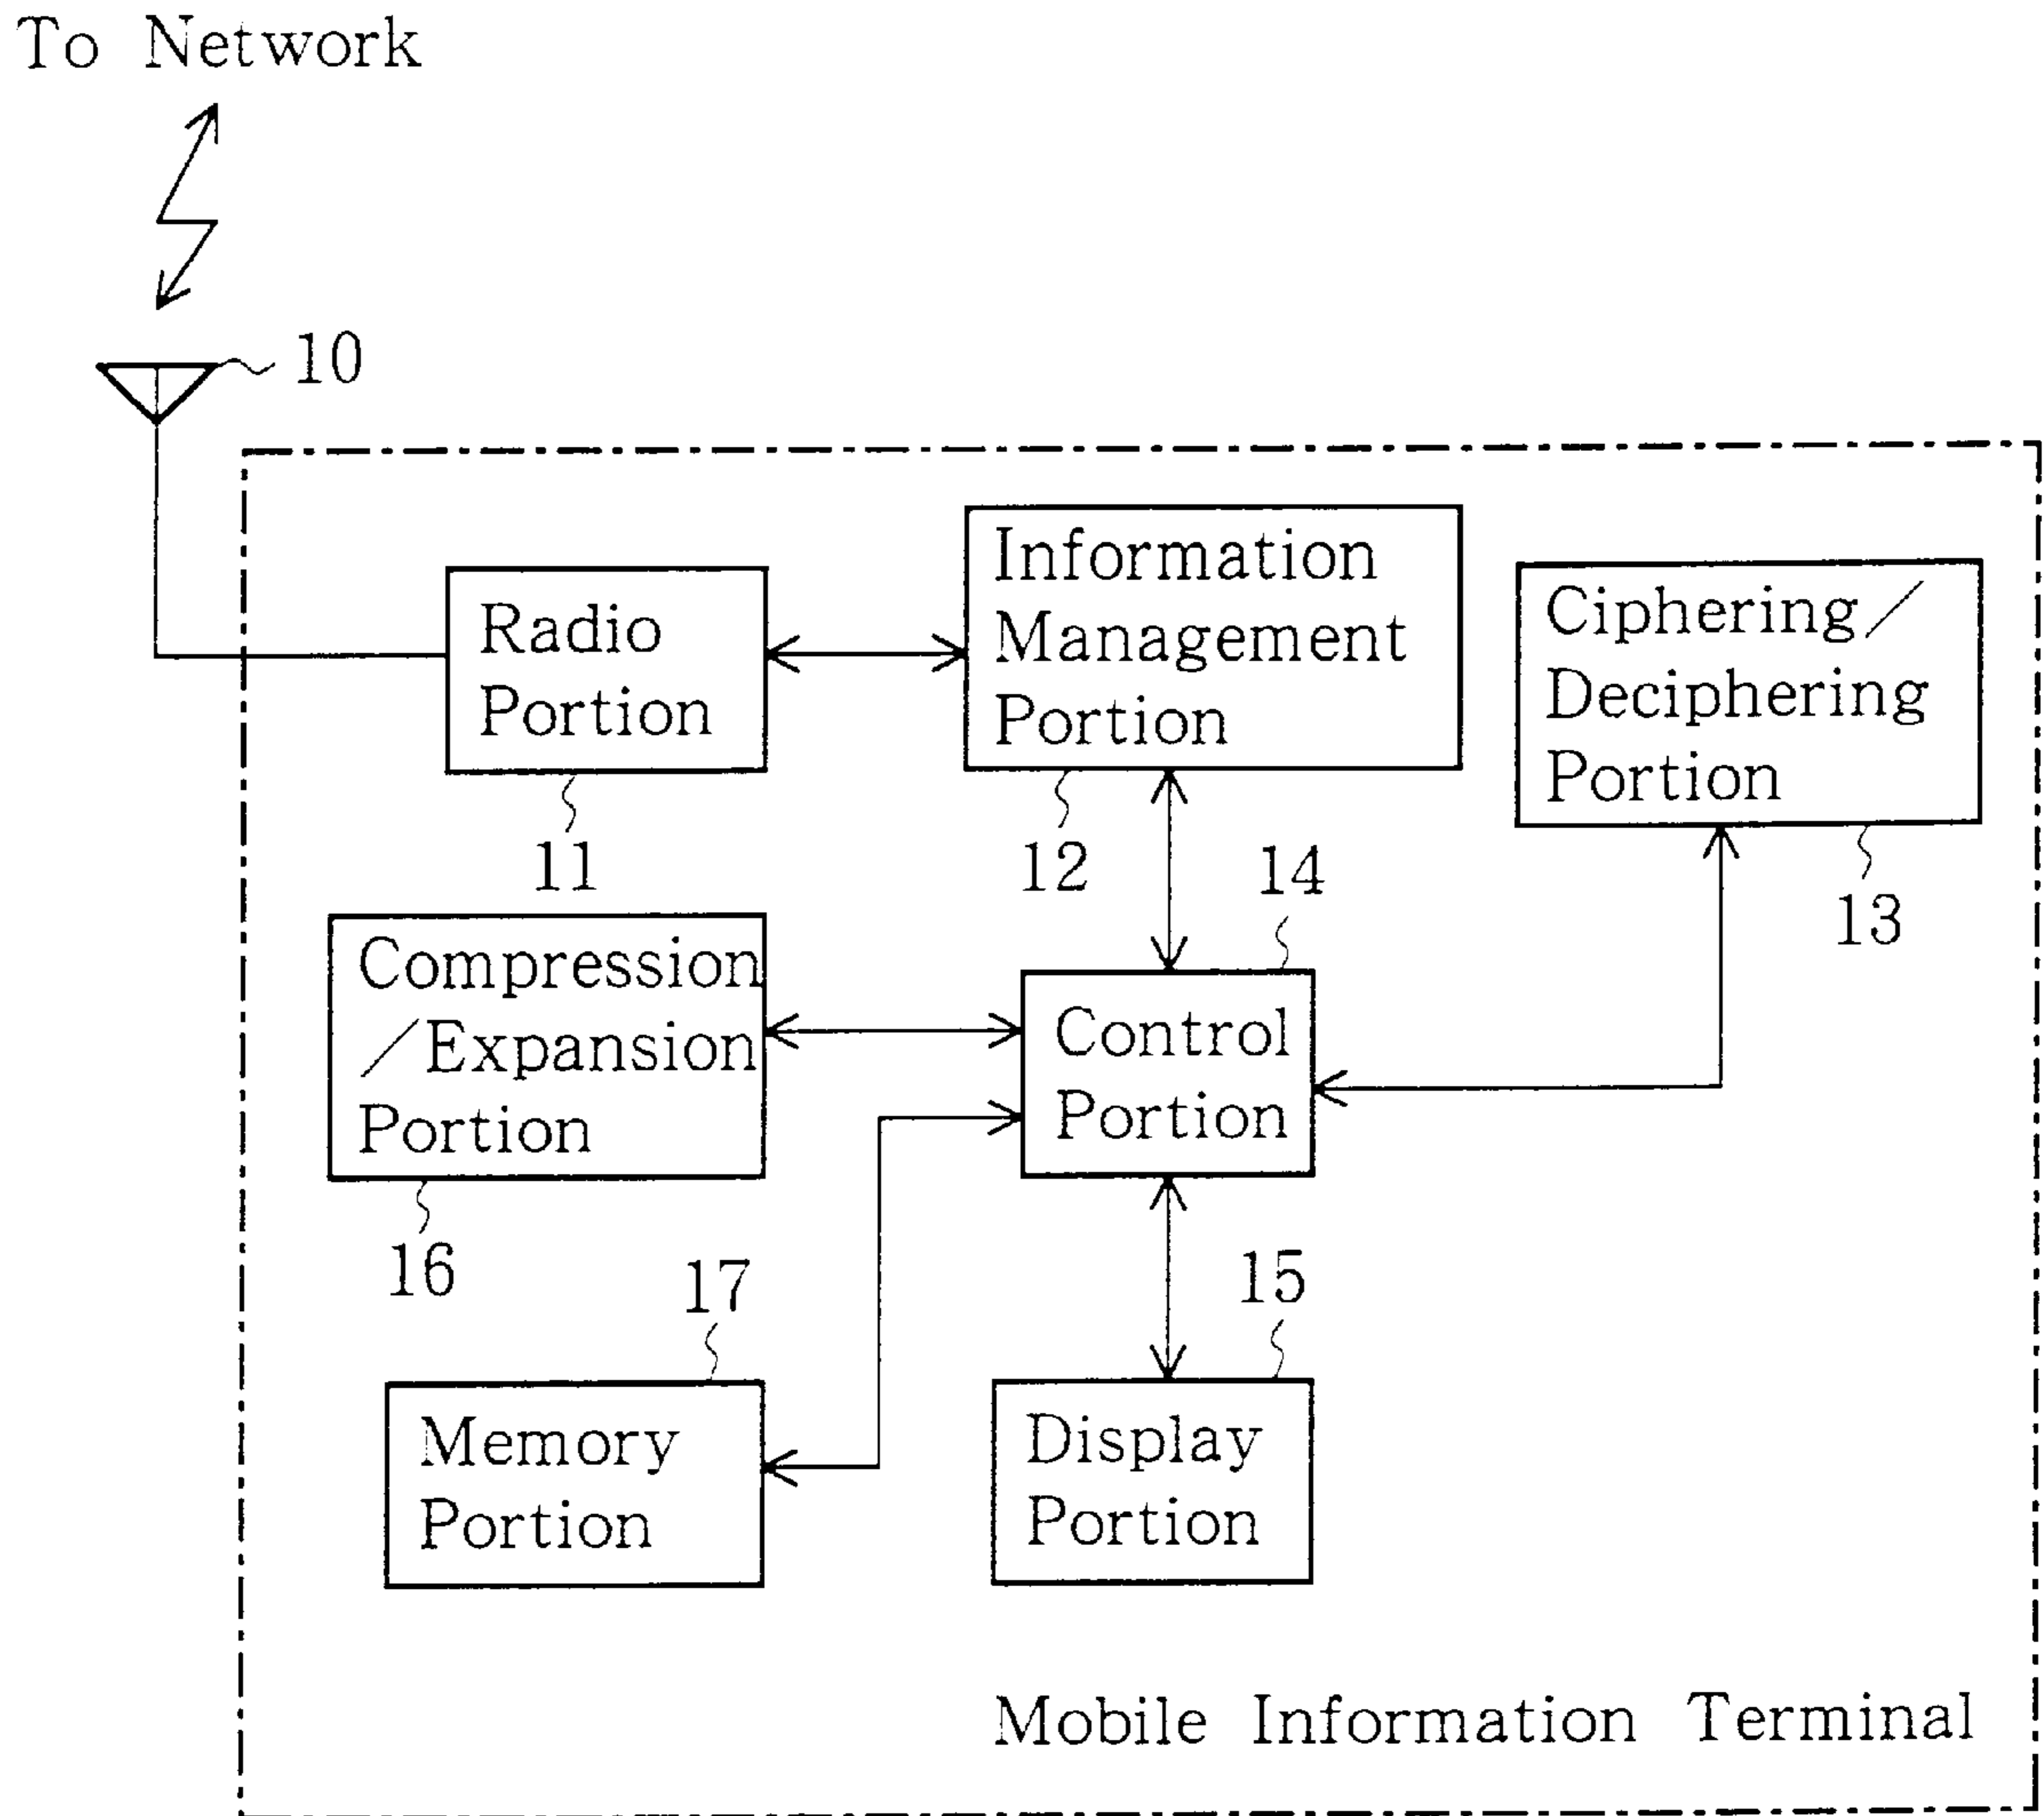 To Network
10
Radio
Portion
11
Information
Management
Portion
12
Ciphering/
Deciphering
Portion
13
14
Control
Portion
Compression
/Expansion
Portion
16
17
Memory
Portion
15
Display
Portion
Mobile Information Terminal